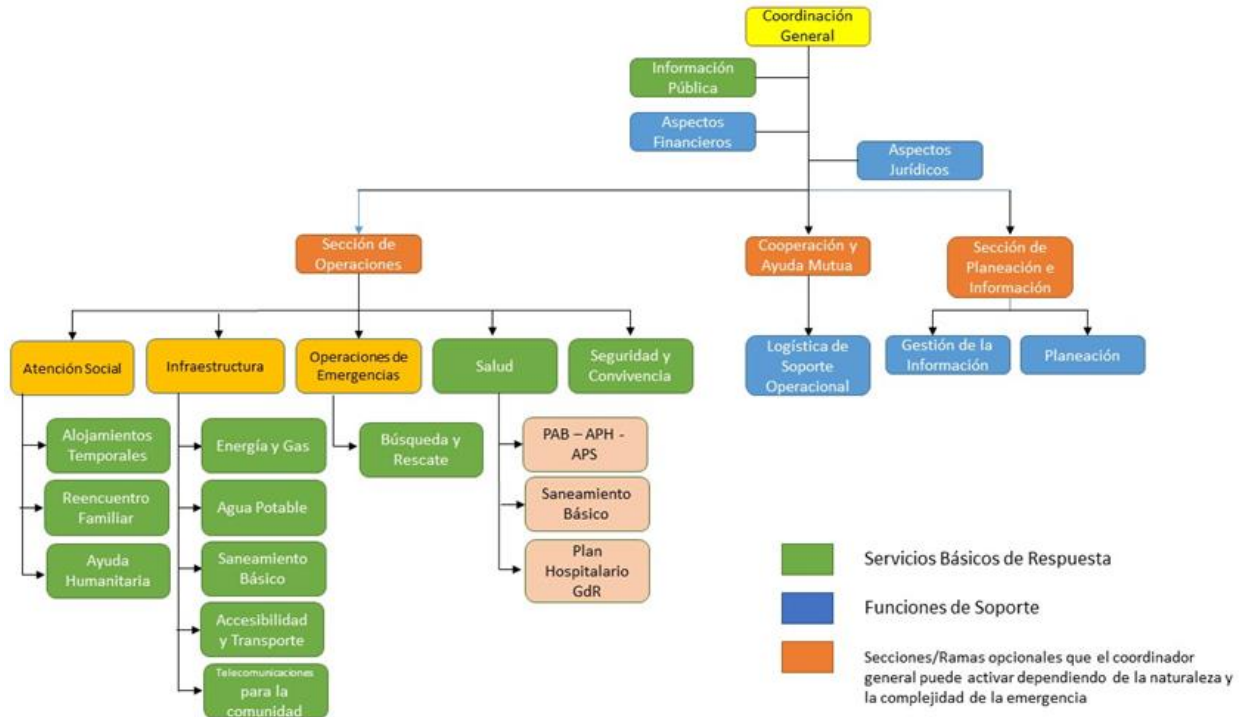 Coordinación
General
Información
Pública
Aspectos
Financieros
Aspectos
Jurídicos
Sección de
Operaciones
Cooperación y
Ayuda Mutua
Sección de
Planeación e
Información
Atención Social
Infraestructura
Operaciones de
Emergencias
Salud
Seguridad y
Convivencia
Logística de
Soporte
Operacional
Gestión de la
Información
Planeación
Alojamientos
Temporales
Reencuentro
Familiar
Ayuda
Humanitaria
Energía y Gas
Agua Potable
Saneamiento
Básico
Accesibilidad
y Transporte
Telecomunicaciones
para la
comunidad
Búsqueda y
Rescate
PAB – APH -
APS
Saneamiento
Básico
Plan
Hospitalario
GdR
Servicios Básicos de Respuesta
Funciones de Soporte
Secciones/Ramas opcionales que el coordinador
general puede activar dependiendo de la naturaleza y
la complejidad de la emergencia